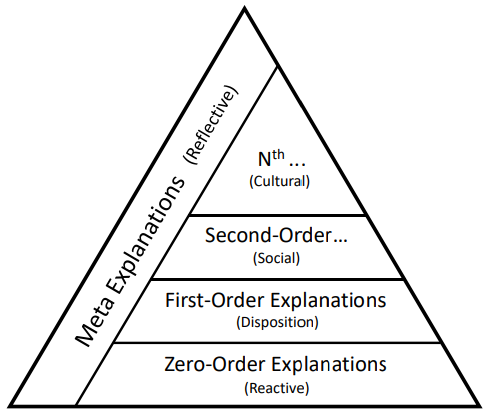 Meta Explanations (Reflective)
Nth ...
(Cultural)
Second-Order...
(Social)
First-Order Explanations
(Disposition)
Zero-Order Explanations
(Reactive)